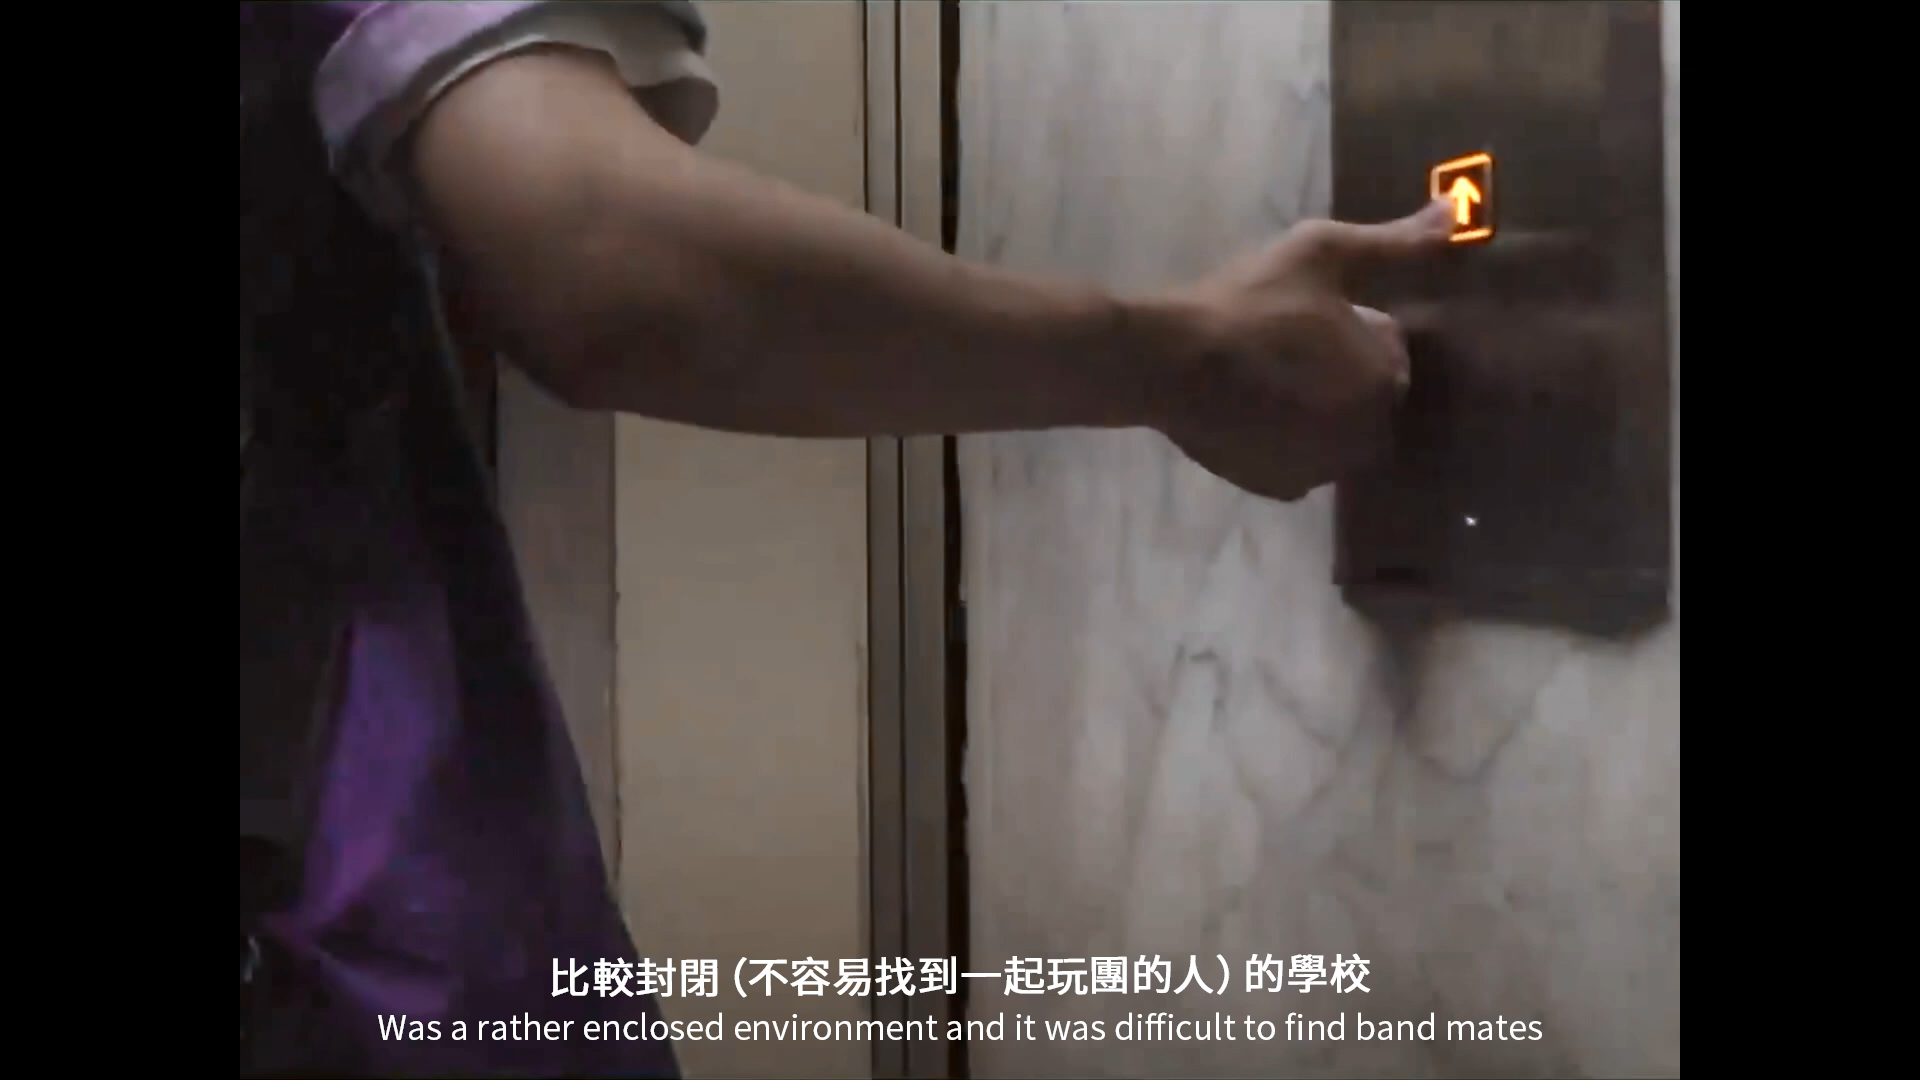 比較封閉(不容易找到一起玩團的人)的學校
Was a rather enclosed environment and it was difficult to find band mates